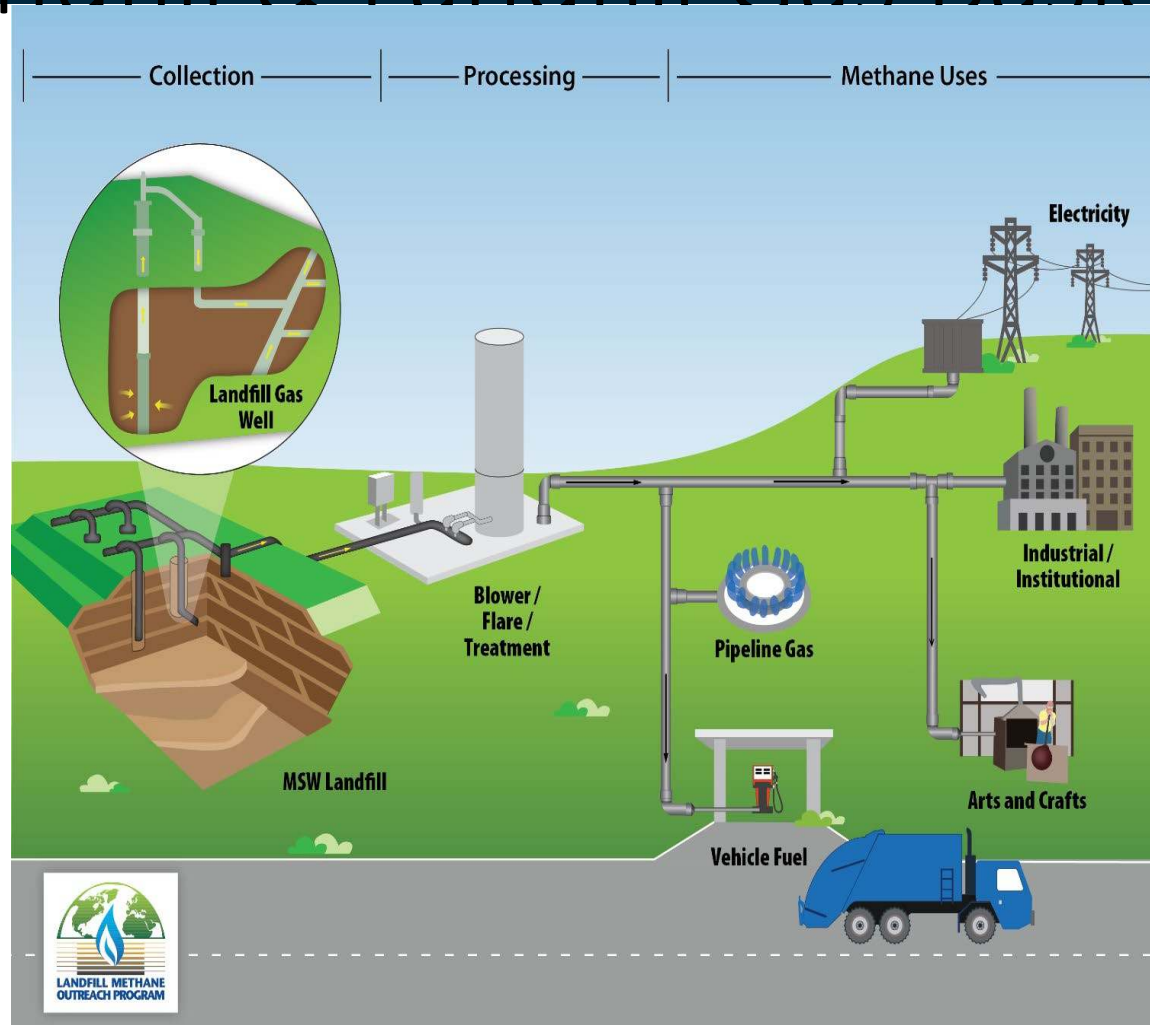 Collection
Processing
Methane Uses
Electricity
Landfill Gas
Well
Industrial /
Institutional
Blower /
Flare /
Treatment
Pipeline Gas
MSW Landfill
Arts and Crafts
Vehicle Fuel
LANDFILL METHANE
OUTREACH PROGRAM